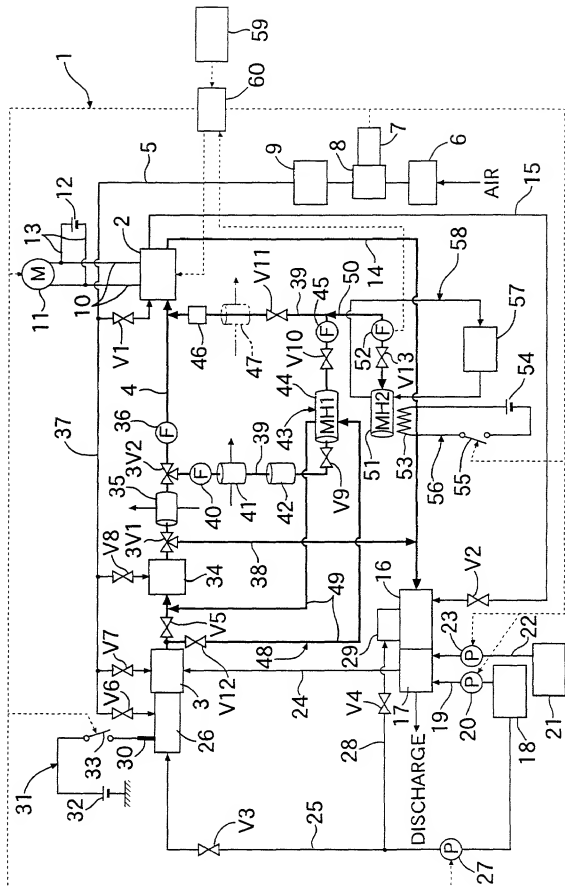 31
32
33
30
V6
V7
V8
37
V1
10
11
M
13
12
5
1
59
60
26
3
V12
V5
34
3V1
35
3V2
36
4
2
9
8
7
6
AIR
15
V3
24
48
49
38
40
F
F
41
39
42
V9
43
44
MH1
V10
45
F
46
47
V11
39
50
14
25
28
V4
29
17
16
51
MH2
52
F
V13
53
56
55
54
57
58
DISCHARGE
19
20
P
P
23
22
V2
27
P
18
21